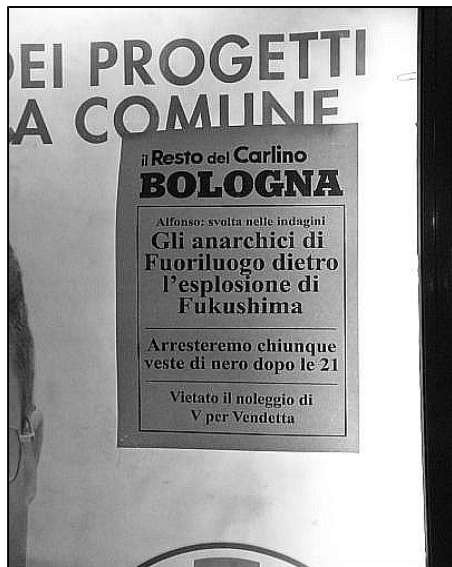 DEI PROGETTI
A COMUNE
il Resto del Carlino
BOLOGNA
Alfonso: svolta nelle indagini
Gli anarchici di
Fuoriluogo dietro
l'esplosione di
Fukushima
Arresteremo chiunque
veste di nero dopo le 21
Vietato il noleggio di
V per Vendetta